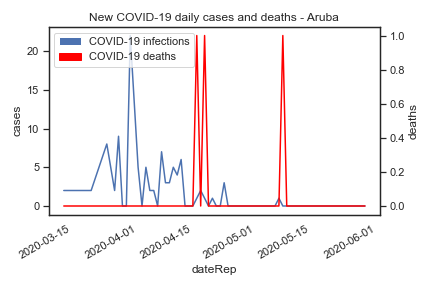 New COVID-19 daily cases and deaths - Aruba
COVID-19 infections
COVID-19 deaths
cases
20
15
10
5
0
deaths
1.0
0.8
0.6
0.4
0.2
0.0
2020-03-15
2020-04-01
2020-04-15
2020-05-01
2020-05-15
2020-06-01
dateRep